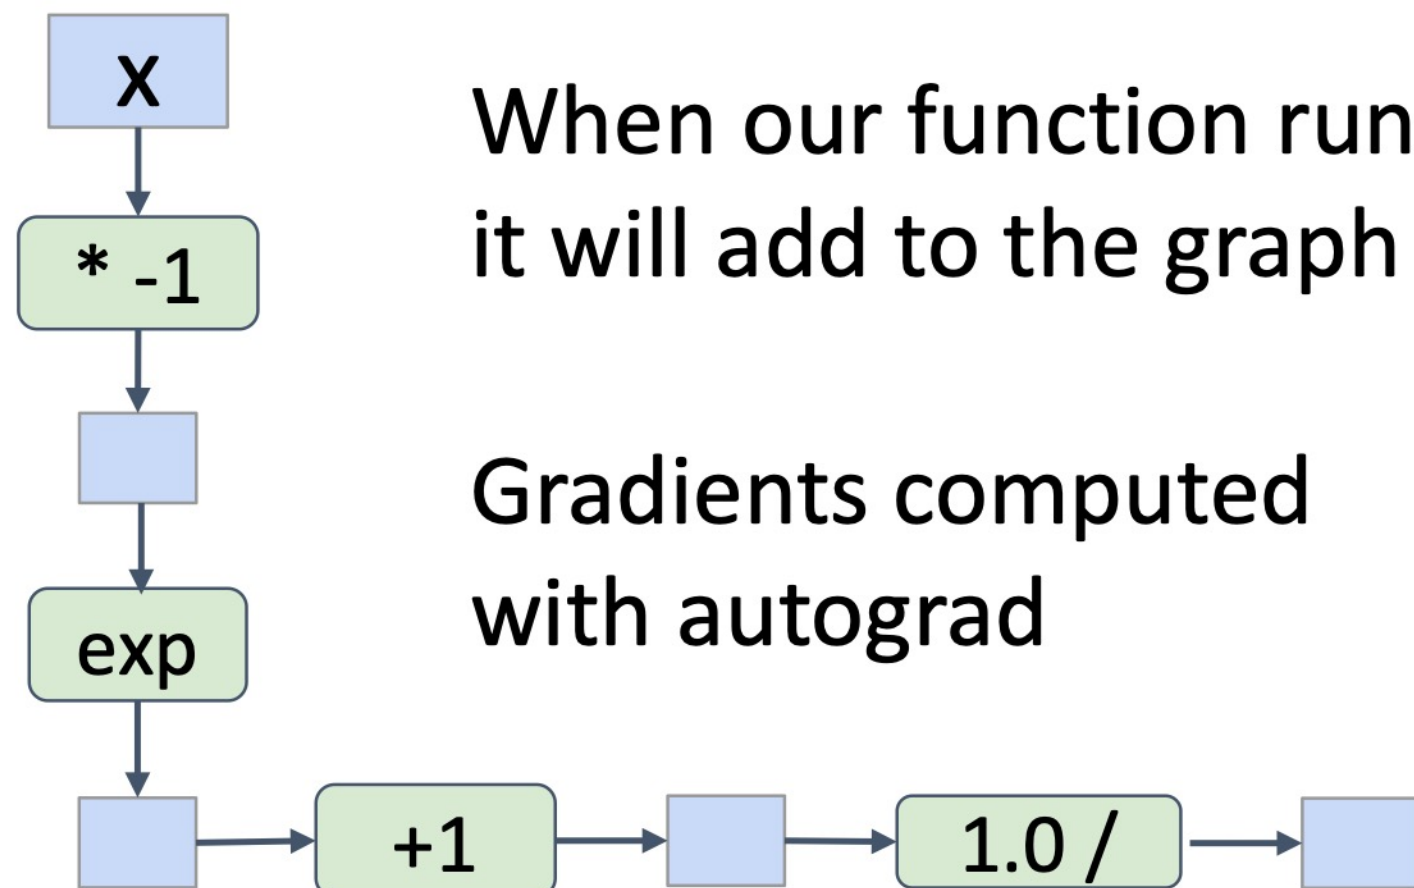 X
When our function run
it will add to the graph
* -1
Gradients computed
with autograd
exp
+1
1.0 /